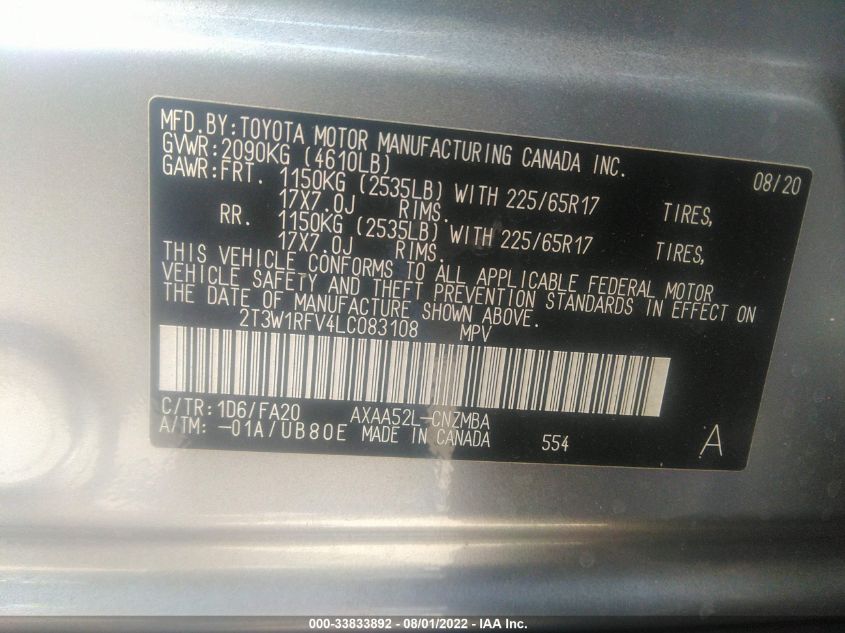 MFD.BY:TOYOTA MOTOR MANUFACTURING CANADA INC.
GVWR:2090KG (4610LB) 08/20
GAWR:FRT. 1150KG (2535LB) WITH 225/65R17 TIRES,
17X7.0J RIMS.
RR. 1150KG (2535LB) WITH 225/65R17 TIRES,
17X7.0J RIMS.
THIS VEHICLE CONFORMS TO ALL APPLICABLE FEDERAL MOTOR
VEHICLE SAFETY AND THEFT PREVENTION STANDARDS IN EFFECT ON
THE DATE OF MANUFACTURE SHOWN ABOVE.
2T3W1RFV4LC083108 MPV
C/TR:1D6/FA20 AXAA52L-CNZMBA
A/TM: -01A/UB80E MADE IN CANADA 554 A
000-33833892 - 08/01/2022 - IAA Inc.